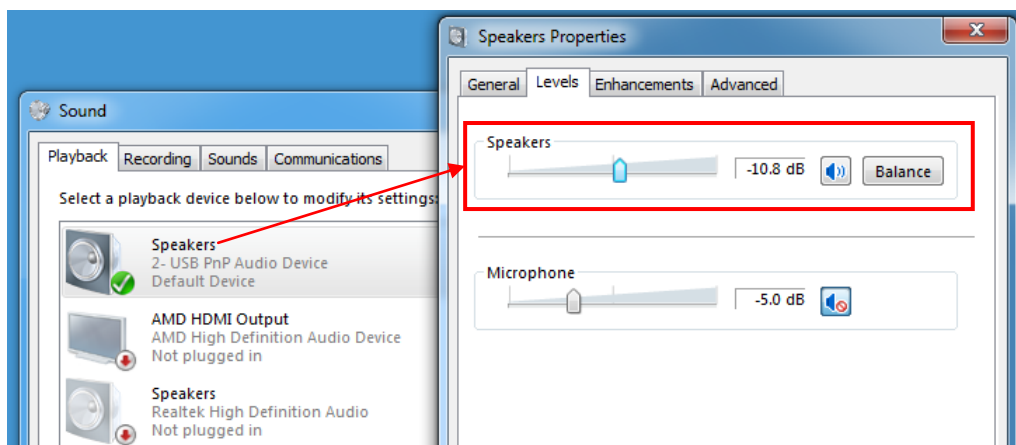 Speakers Properties
X
General Levels Enhancements Advanced
Speakers
-10.8 dB
Balance
Microphone
-5.0 dB
Sound
Playback Recording Sounds Communications
Select a playback device below to modify its settings:
Speakers
2- USB PnP Audio Device
Default Device
AMD HDMI Output
AMD High Definition Audio Device
Not plugged in
Speakers
Realtek High Definition Audio
Not plugged in